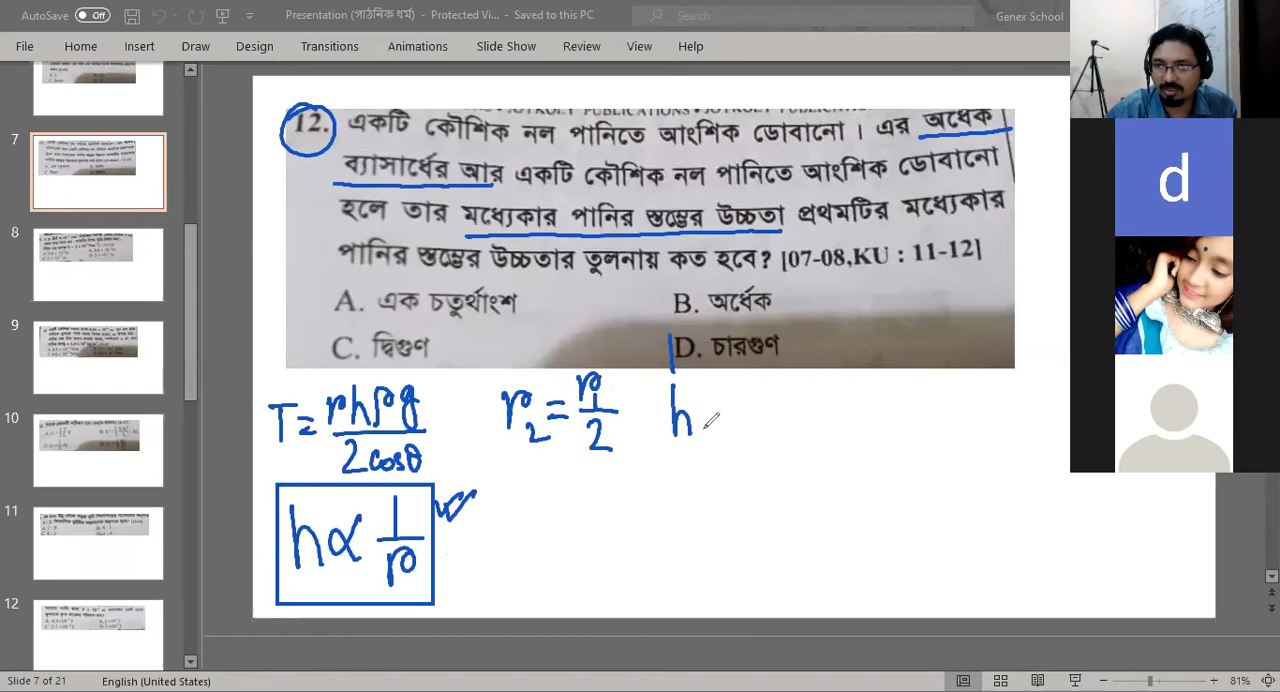 AutoSave Off Presentation (গাঠনিক ধর্ম) - Protected Vi... - Saved to this PC Search Genex School
File Home Insert Draw Design Transitions Animations Slide Show Review View Help
7
8
9
10
11
12
12. একটি কৌশিক নল পানিতে আংশিক ডোবানো। এর অর্ধেক
ব্যাসার্ধের আর একটি কৌশিক নল পানিতে আংশিক ডোবানো
হলে তার মধ্যেকার পানির স্তম্ভের উচ্চতা প্রথমটির মধ্যেকার
পানির স্তম্ভের উচ্চতার তুলনায় কত হবে? [07-08,KU : 11-12]
A. এক চতুর্থাংশ B. অর্ধেক
C. দ্বিগুণ D. চারগুণ
T = rhρg / 2cosθ r₂ = r₁ / 2 h
h ∝ 1 / r
d
Slide 7 of 21 English (United States) 81%